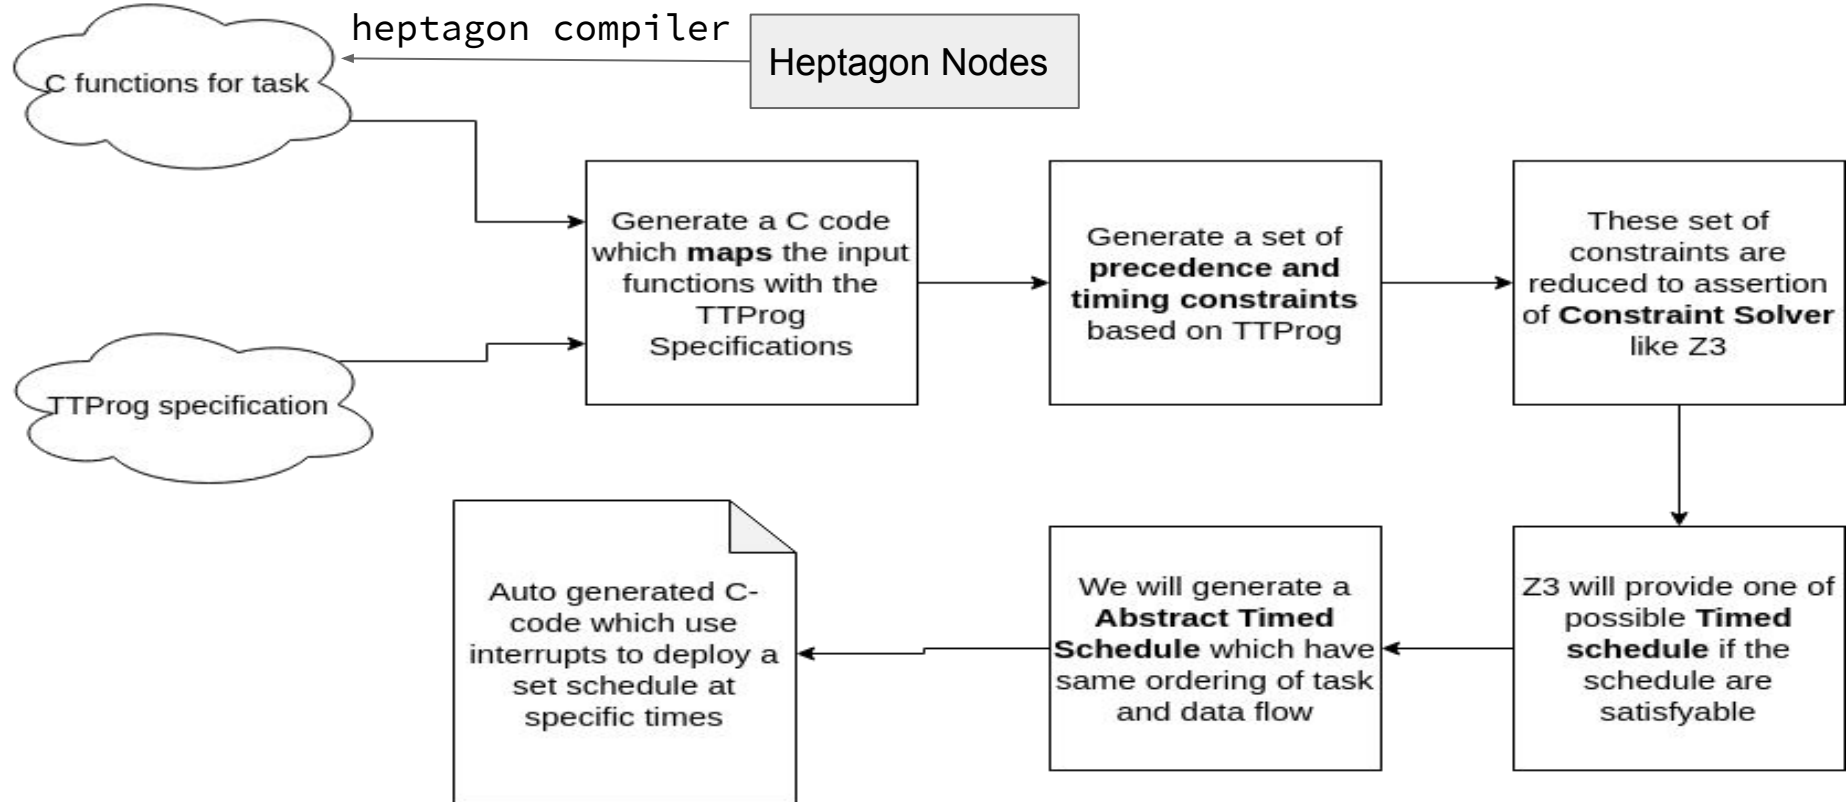 heptagon compiler
Heptagon Nodes
C functions for task
Generate a C code
which maps the input
functions with the
TTProg
Specifications
Generate a set of
precedence and
timing constraints
based on TTProg
These set of
constraints are
reduced to assertion
of Constraint Solver
like Z3
TTProg specification
Z3 will provide one of
possible Timed
schedule if the
schedule are
satisfyable
We will generate a
Abstract Timed
Schedule which have
same ordering of task
and data flow
Auto generated C-
code which use
interrupts to deploy a
set schedule at
specific times